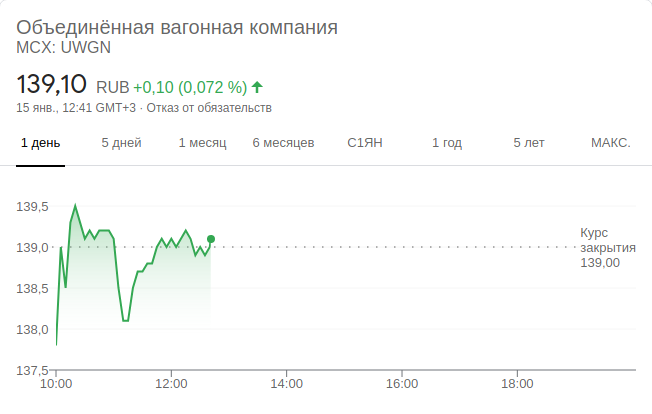 Объединённая вагонная компания
MCX: UWGN
139,10 RUB +0,10 (0,072 %)
15 янв., 12:41 GMT+3 · Отказ от обязательств
1 день 5 дней 1 месяц 6 месяцев С1ЯН 1 год 5 лет МАКС.
139,5
Курс
139,0 закрытия
139,00
138,5
138,0
137,5
10:00 12:00 14:00 16:00 18:00